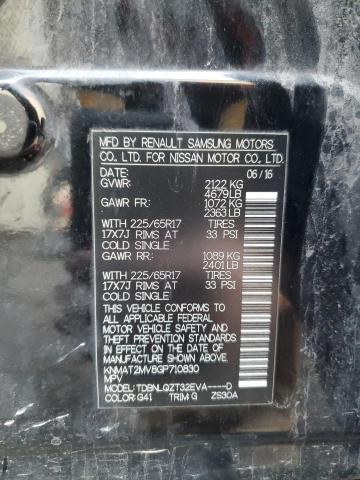 MFD BY RENAULT SAMSUNG MOTORS
CO., LTD. FOR NISSAN MOTOR CO., LTD.
DATE: 06/16
GVWR: 2122 KG
4679LB
GAWR FR: 1072 KG
2363 LB
WITH 225/65R17 TIRES
17X7J RIMS AT 33 PSI
COLD SINGLE
GAWR RR: 1089 KG
2401 LB
WITH 225/65R17 TIRES
17X7J RIMS AT 33 PSI
COLD SINGLE
THIS VEHICLE CONFORMS TO
ALL APPLICABLE FEDERAL
MOTOR VEHICLE SAFETY
BUMPER AND
THEFT PREVENTION STANDARDS
IN EFFECT ON THE DATE OF
MANUFACTURE SHOWN ABOVE.
KNMAT2MV8GP710830
MPV
MODEL: TDBNLQZT32EVA----D
COLOR: G41 TRIM G ZS30A